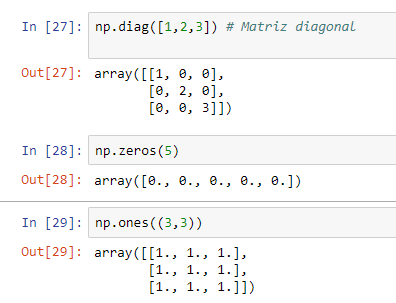 In [27]: np.diag([1,2,3]) # Matriz diagonal
Out[27]: array([[1, 0, 0],
[0, 2, 0],
[0, 0, 3]])
In [28]: np.zeros(5)
Out[28]: array([0., 0., 0., 0., 0.])
In [29]: np.ones((3,3))
Out[29]: array([[1., 1., 1.],
[1., 1., 1.],
[1., 1., 1.]])